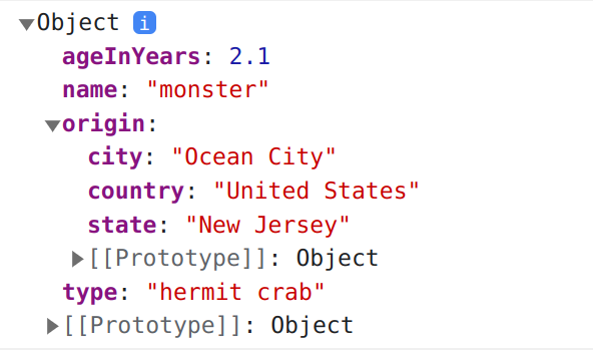 Object i
ageInYears: 2.1
name: "monster"
origin:
city: "Ocean City"
country: "United States"
state: "New Jersey"
[[Prototype]]: Object
type: "hermit crab"
[[Prototype]]: Object